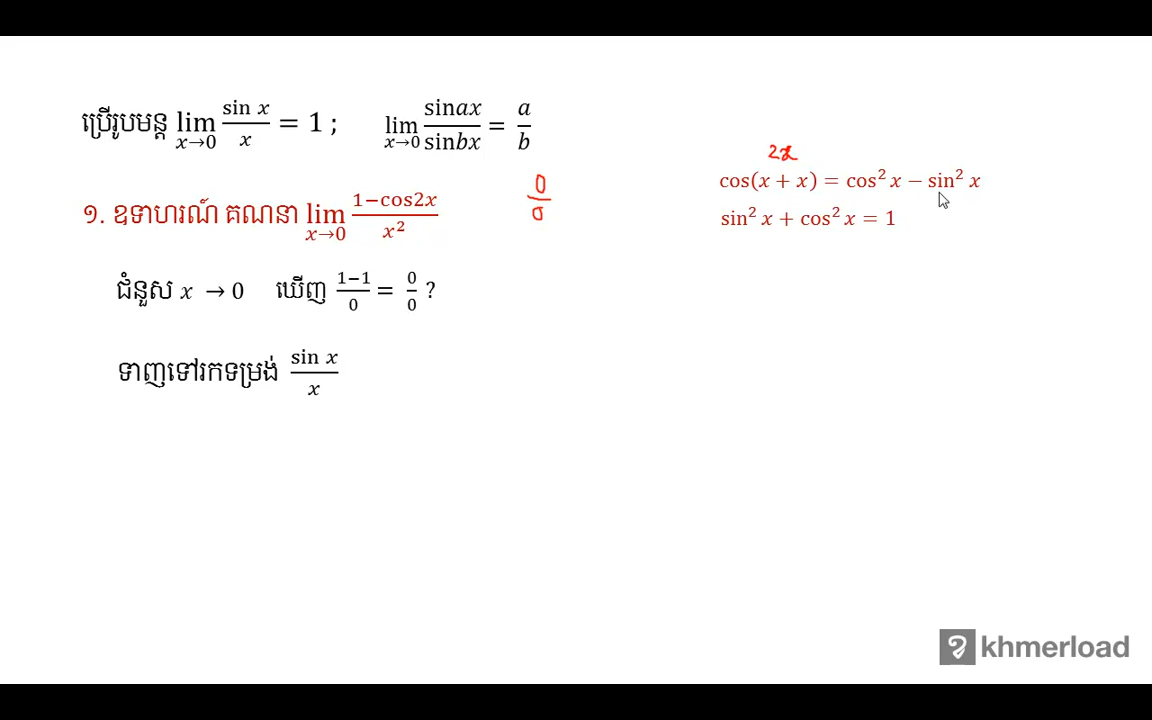 ប្រើរូបមន្ត lim x→0 sin x / x = 1 ; lim x→0 sinax / sinbx = a / b
2x
cos(x + x) = cos² x − sin² x
0 / 0
១. ឧទាហរណ៍ គណនា lim x→0 1−cos2x / x²
sin² x + cos² x = 1
ជំនួស x → 0 ឃើញ 1−1 / 0 = 0 / 0 ?
ទាញទៅរកទម្រង់ sin x / x
khmerload